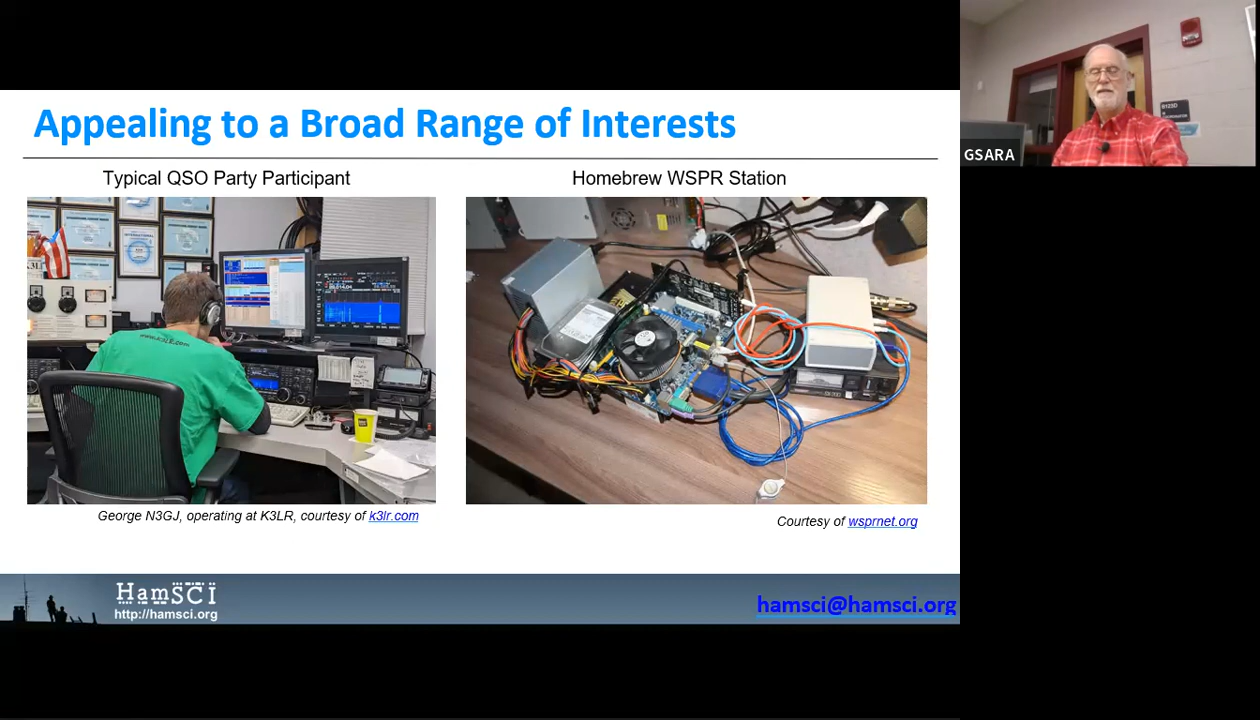 Appealing to a Broad Range of Interests
Typical QSO Party Participant
Homebrew WSPR Station
George N3GJ, operating at K3LR, courtesy of k3lr.com
Courtesy of wsprnet.org
HamSCI
http://hamsci.org
hamsci@hamsci.org
GSARA